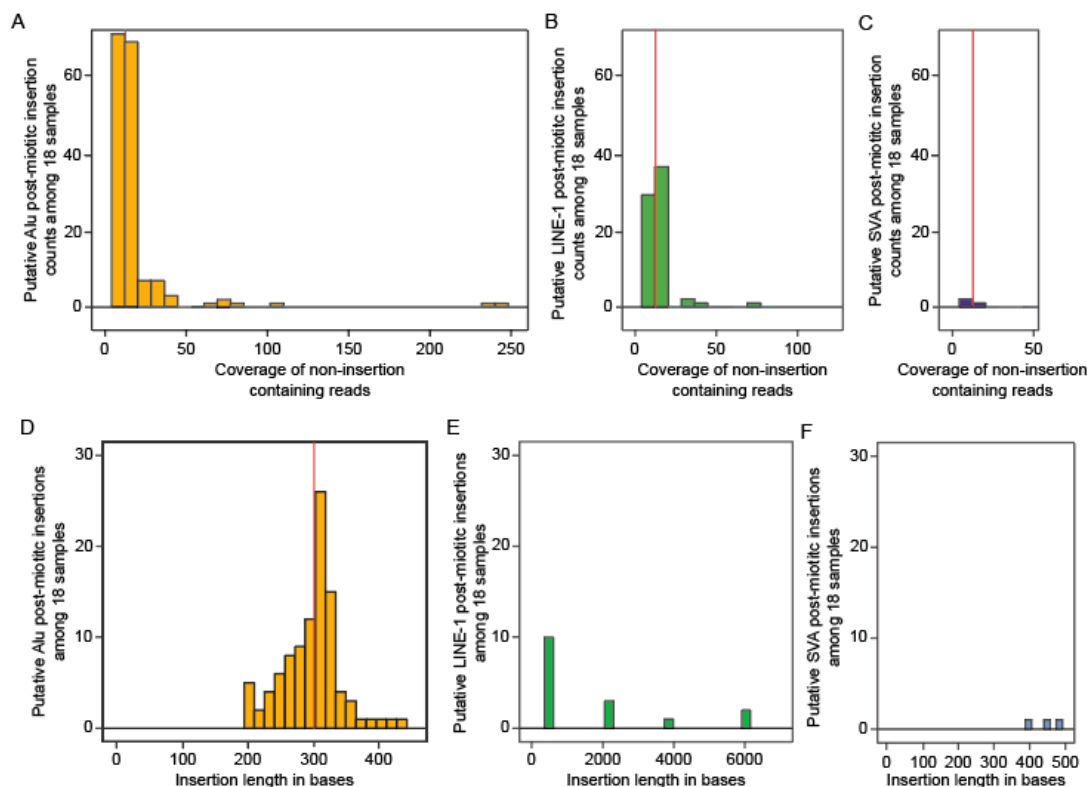 A
Putative Alu post-miotitc insertion
counts among 18 samples
60
40
20
0
0 50 100 150 200 250
Coverage of non-insertion
containing reads
B
Putative LINE-1 post-miotitc insertion
counts among 18 samples
60
40
20
0
0 50 100
Coverage of non-insertion
containing reads
C
Putative SVA post-miotitc insertion
counts among 18 samples
60
40
20
0
0 50
Coverage of non-insertion
containing reads
D
Putative Alu post-miotitc insertions
among 18 samples
30
20
10
0
0 100 200 300 400
Insertion length in bases
E
Putative LINE-1 post-miotitc insertions
among 18 samples
30
20
10
0
0 2000 4000 6000
Insertion length in bases
F
Putative SVA post-miotitc insertions
among 18 samples
30
20
10
0
0 100 200 300 400 500
Insertion length in bases